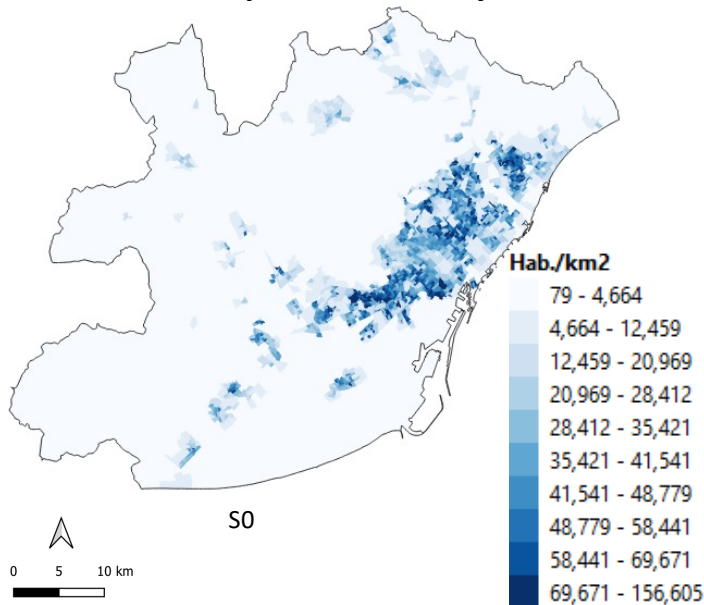 Hab./km2
79 - 4,664
4,664 - 12,459
12,459 - 20,969
20,969 - 28,412
28,412 - 35,421
35,421 - 41,541
41,541 - 48,779
48,779 - 58,441
58,441 - 69,671
69,671 - 156,605
S0
0 5 10 km